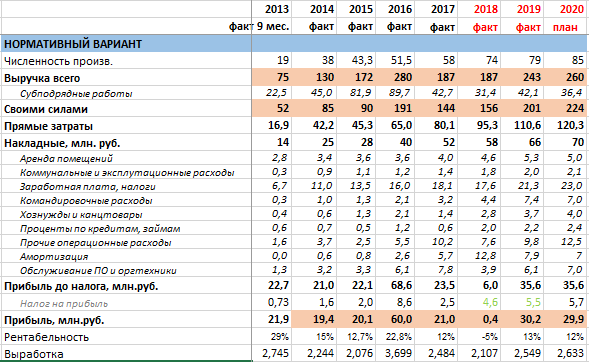 2013 2014 2015 2016 2017 2018 2019 2020
факт 9 мес. факт факт факт факт факт факт план
НОРМАТИВНЫЙ ВАРИАНТ
Численность произв. 19 38 43,3 51,5 58 74 79 85
Выручка всего 75 130 172 280 187 187 243 260
Субподрядные работы 22,5 45,0 81,9 89,7 42,7 31,4 42,1 36,4
Своими силами 52 85 90 191 144 156 201 224
Прямые затраты 16,9 42,2 45,3 65,0 80,1 95,3 110,6 120,3
Накладные, млн. руб. 14 25 28 40 52 58 66 70
Аренда помещений 2,8 3,4 3,6 3,6 4,0 4,6 5,3 5,0
Коммунальные и эксплутационные расходы 0,3 0,9 1,1 1,2 1,4 1,8 2,0 2,1
Заработная плата, налоги 6,7 11,0 13,5 16,0 18,1 17,6 21,3 23,0
Командировочные расходы 0,3 1,0 1,3 2,1 3,2 4,4 7,4 7,0
Хознужды и канцтовары 0,4 0,6 1,3 2,1 1,4 2,8 3,7 4,0
Проценты по кредитам, займам 0,6 0,7 0,5 1,2 0,6 2,0 2,2 2,4
Прочие операционные расходы 1,6 3,7 2,5 5,5 10,2 7,6 9,8 12,5
Амортизация 0,0 0,6 0,8 2,6 5,7 12,8 7,9 7
Обслуживание ПО и оргтехники 1,3 3,2 3,3 6,1 7,8 3,9 6,1 7,0
Прибыль до налога, млн.руб. 22,7 21,0 22,1 68,6 23,5 6,0 35,6 35,6
Налог на прибыль 0,73 1,6 2,0 8,6 2,5 4,6 5,5 5,7
Прибыль, млн.руб. 21,9 19,4 20,1 60,0 21,0 0,4 30,2 29,9
Рентабельность 29% 15% 12,7% 22,8% 12% -5% 13% 12%
Выработка 2,745 2,244 2,076 3,699 2,484 2,107 2,549 2,633